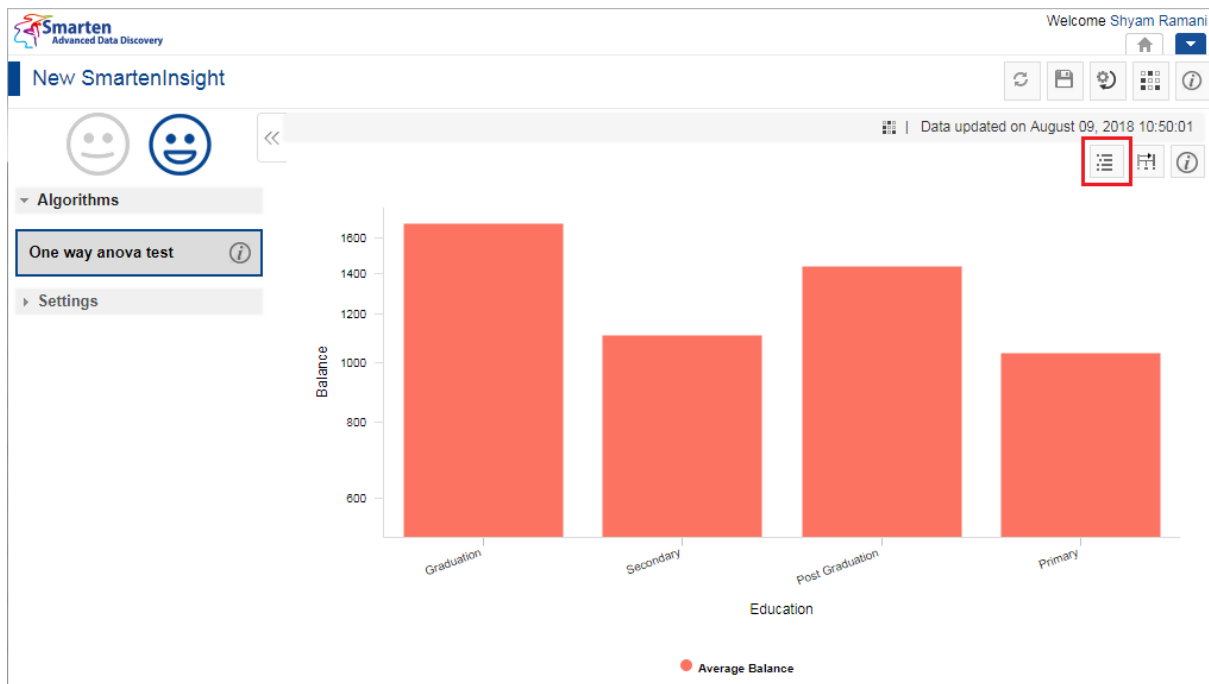 Smarten
Advanced Data Discovery
Welcome Shyam Ramani
New SmartenInsight
| Data updated on August 09, 2018 10:50:01
Algorithms
One way anova test
Settings
1600
1400
1200
1000
800
600
Balance
Graduation
Secondary
Post Graduation
Primary
Education
Average Balance